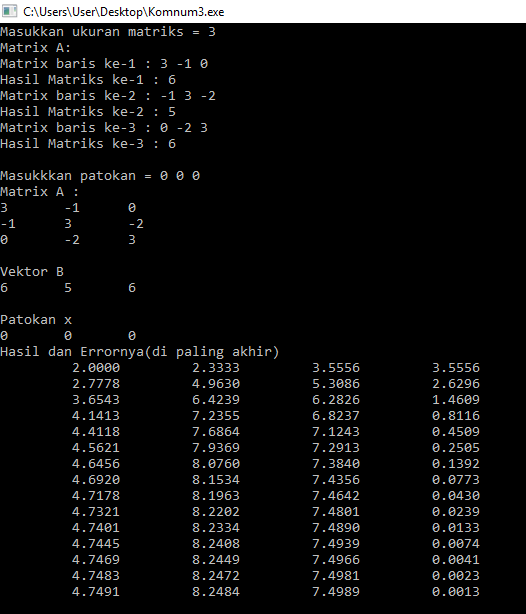 C:\Users\User\Desktop\Komnum3.exe
Masukkan ukuran matriks = 3
Matrix A:
Matrix baris ke-1 : 3 -1 0
Hasil Matriks ke-1 : 6
Matrix baris ke-2 : -1 3 -2
Hasil Matriks ke-2 : 5
Matrix baris ke-3 : 0 -2 3
Hasil Matriks ke-3 : 6
Masukkkan patokan = 0 0 0
Matrix A :
3 -1 0
-1 3 -2
0 -2 3
Vektor B
6 5 6
Patokan x
0 0 0
Hasil dan Errornya(di paling akhir)
2.0000 2.3333 3.5556 3.5556
2.7778 4.9630 5.3086 2.6296
3.6543 6.4239 6.2826 1.4609
4.1413 7.2355 6.8237 0.8116
4.4118 7.6864 7.1243 0.4509
4.5621 7.9369 7.2913 0.2505
4.6456 8.0760 7.3840 0.1392
4.6920 8.1534 7.4356 0.0773
4.7178 8.1963 7.4642 0.0430
4.7321 8.2202 7.4801 0.0239
4.7401 8.2334 7.4890 0.0133
4.7445 8.2408 7.4939 0.0074
4.7469 8.2449 7.4966 0.0041
4.7483 8.2472 7.4981 0.0023
4.7491 8.2484 7.4989 0.0013